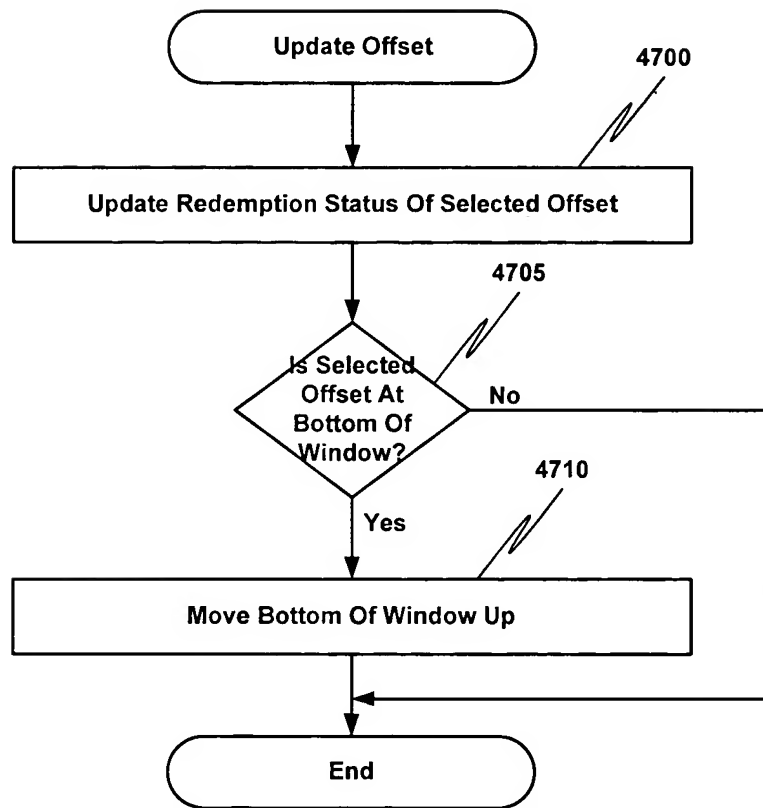 Update Offset
4700
Update Redemption Status Of Selected Offset
4705
Is Selected
Offset At
Bottom Of
Window?
No
4710
Yes
Move Bottom Of Window Up
End